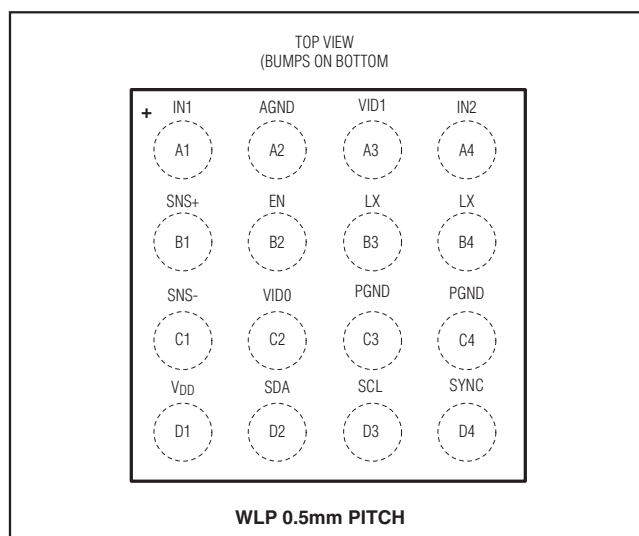 TOP VIEW
(BUMPS ON BOTTOM
+ IN1 AGND VID1 IN2
A1 A2 A3 A4
SNS+ EN LX LX
B1 B2 B3 B4
SNS- VID0 PGND PGND
C1 C2 C3 C4
VDD SDA SCL SYNC
D1 D2 D3 D4
WLP 0.5mm PITCH